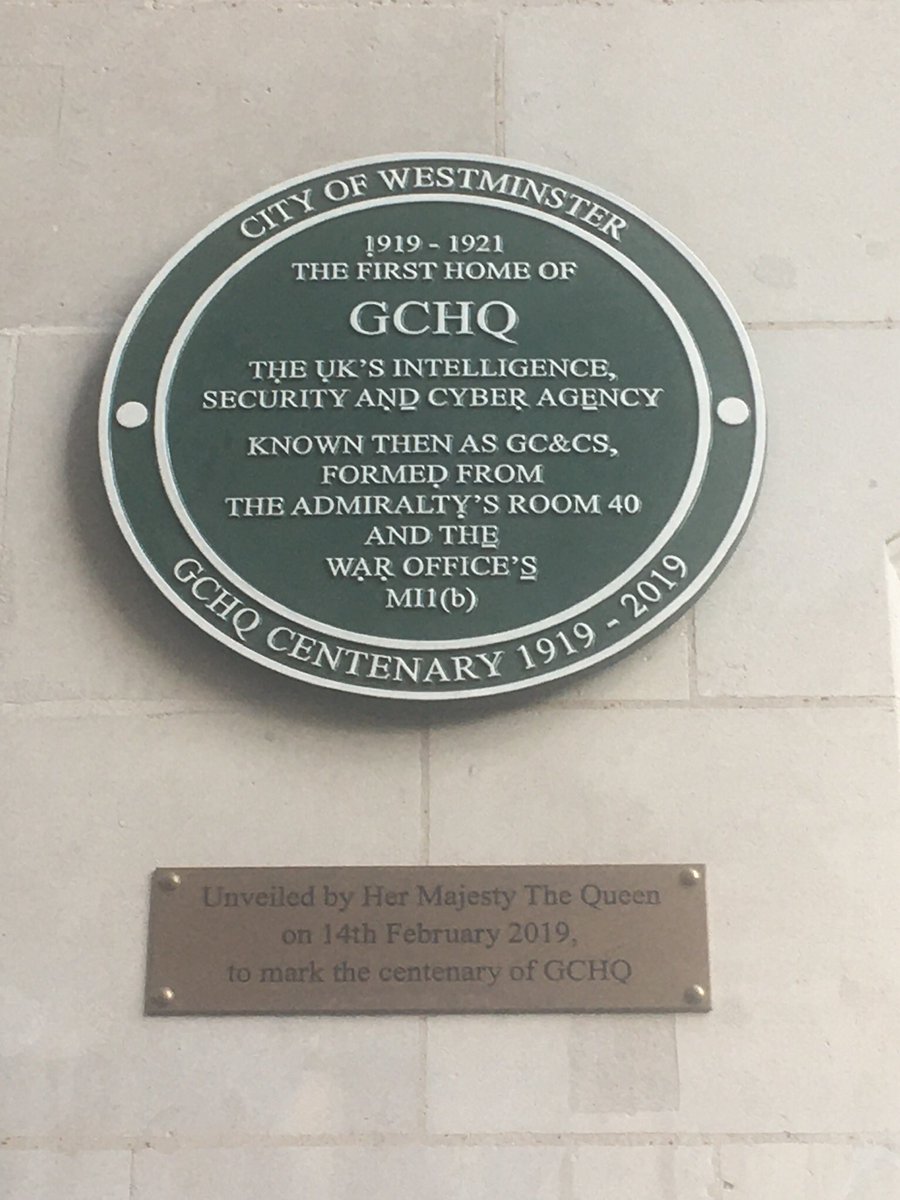 CITY OF WESTMINSTER
1919 - 1921
THE FIRST HOME OF
GCHQ
THE UK'S INTELLIGENCE,
SECURITY AND CYBER AGENCY
KNOWN THEN AS GC&CS,
FORMED FROM
THE ADMIRALTY'S ROOM 40
AND THE
WAR OFFICE'S
MI1(b)
GCHQ CENTENARY 1919 - 2019
Unveiled by Her Majesty The Queen
on 14th February 2019,
to mark the centenary of GCHQ